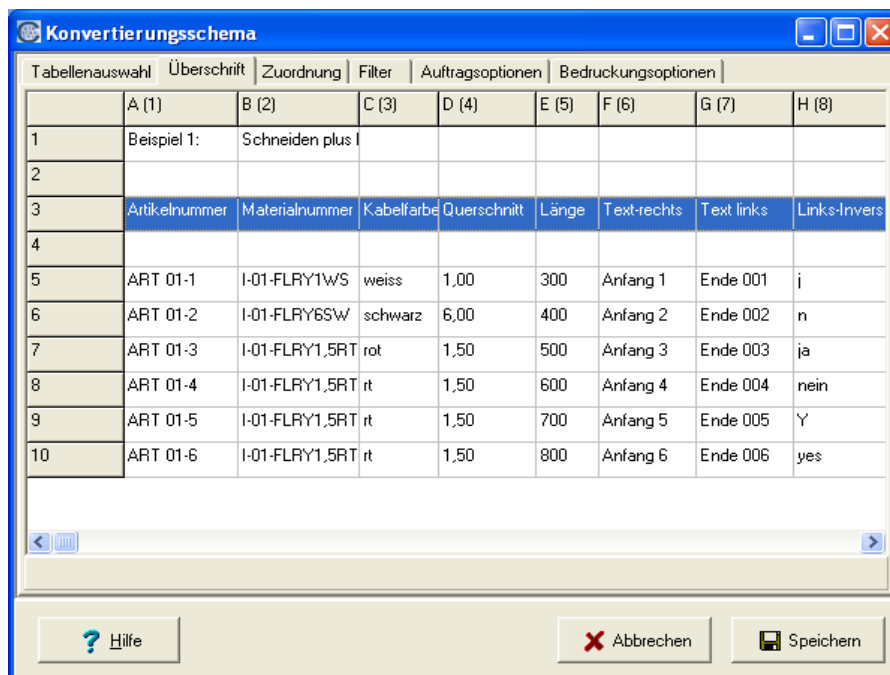 Konvertierungsschema
Tabellenauswahl Überschrift Zuordnung Filter Auftragsoptionen Bedruckungsoptionen
A (1) B (2) C (3) D (4) E (5) F (6) G (7) H (8)
1 Beispiel 1: Schneiden plus
2
3 Artikelnummer Materialnummer Kabelfarbe Querschnitt Länge Text-rechts Text links Links-Invers
4
5 ART 01-1 I-01-FLRY1WS weiss 1,00 300 Anfang 1 Ende 001 j
6 ART 01-2 I-01-FLRY6SW schwarz 6,00 400 Anfang 2 Ende 002 n
7 ART 01-3 I-01-FLRY1,5RT rot 1,50 500 Anfang 3 Ende 003 ja
8 ART 01-4 I-01-FLRY1,5RT rt 1,50 600 Anfang 4 Ende 004 nein
9 ART 01-5 I-01-FLRY1,5RT rt 1,50 700 Anfang 5 Ende 005 Y
10 ART 01-6 I-01-FLRY1,5RT rt 1,50 800 Anfang 6 Ende 006 yes
? Hilfe Abbrechen Speichern